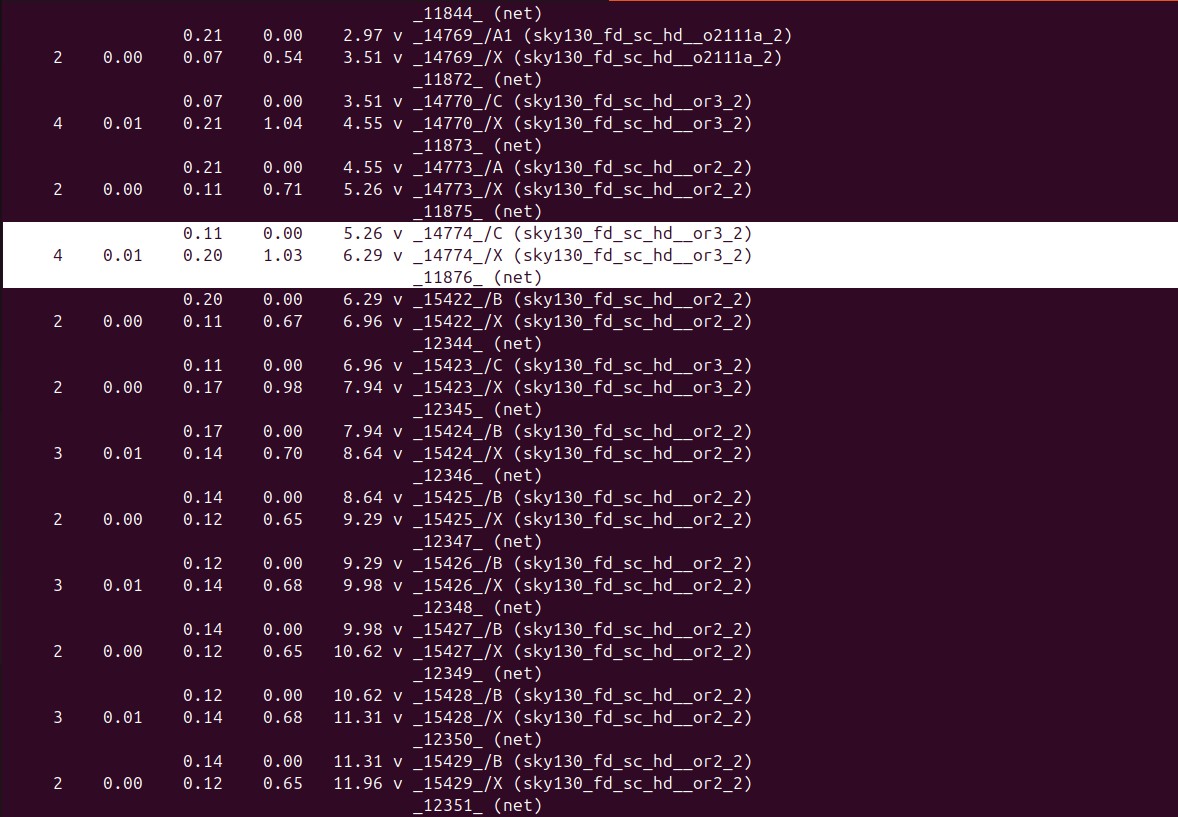 _11844_ (net)
0.21 0.00 2.97 v _14769_/A1 (sky130_fd_sc_hd__o2111a_2)
2 0.00 0.07 0.54 3.51 v _14769_/X (sky130_fd_sc_hd__o2111a_2)
_11872_ (net)
0.07 0.00 3.51 v _14770_/C (sky130_fd_sc_hd__or3_2)
4 0.01 0.21 1.04 4.55 v _14770_/X (sky130_fd_sc_hd__or3_2)
_11873_ (net)
0.21 0.00 4.55 v _14773_/A (sky130_fd_sc_hd__or2_2)
2 0.00 0.11 0.71 5.26 v _14773_/X (sky130_fd_sc_hd__or2_2)
_11875_ (net)
0.11 0.00 5.26 v _14774_/C (sky130_fd_sc_hd__or3_2)
4 0.01 0.20 1.03 6.29 v _14774_/X (sky130_fd_sc_hd__or3_2)
_11876_ (net)
0.20 0.00 6.29 v _15422_/B (sky130_fd_sc_hd__or2_2)
2 0.00 0.11 0.67 6.96 v _15422_/X (sky130_fd_sc_hd__or2_2)
_12344_ (net)
0.11 0.00 6.96 v _15423_/C (sky130_fd_sc_hd__or3_2)
2 0.00 0.17 0.98 7.94 v _15423_/X (sky130_fd_sc_hd__or3_2)
_12345_ (net)
0.17 0.00 7.94 v _15424_/B (sky130_fd_sc_hd__or2_2)
3 0.01 0.14 0.70 8.64 v _15424_/X (sky130_fd_sc_hd__or2_2)
_12346_ (net)
0.14 0.00 8.64 v _15425_/B (sky130_fd_sc_hd__or2_2)
2 0.00 0.12 0.65 9.29 v _15425_/X (sky130_fd_sc_hd__or2_2)
_12347_ (net)
0.12 0.00 9.29 v _15426_/B (sky130_fd_sc_hd__or2_2)
3 0.01 0.14 0.68 9.98 v _15426_/X (sky130_fd_sc_hd__or2_2)
_12348_ (net)
0.14 0.00 9.98 v _15427_/B (sky130_fd_sc_hd__or2_2)
2 0.00 0.12 0.65 10.62 v _15427_/X (sky130_fd_sc_hd__or2_2)
_12349_ (net)
0.12 0.00 10.62 v _15428_/B (sky130_fd_sc_hd__or2_2)
3 0.01 0.14 0.68 11.31 v _15428_/X (sky130_fd_sc_hd__or2_2)
_12350_ (net)
0.14 0.00 11.31 v _15429_/B (sky130_fd_sc_hd__or2_2)
2 0.00 0.12 0.65 11.96 v _15429_/X (sky130_fd_sc_hd__or2_2)
_12351_ (net)